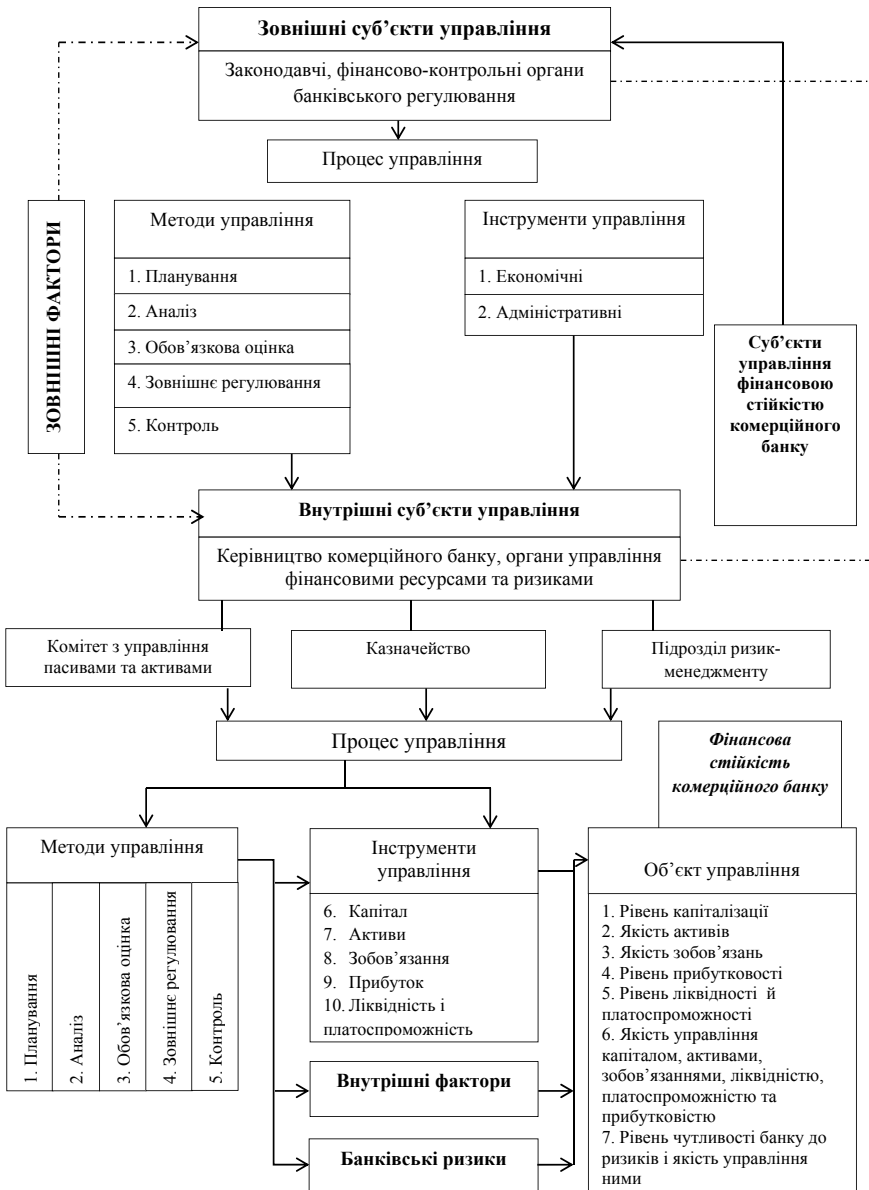 Зовнішні суб’єкти управління
Законодавчі, фінансово-контрольні органи
банківського регулювання
Процес управління
ЗОВНІШНІ ФАКТОРИ
Методи управління
1. Планування
2. Аналіз
3. Обов’язкова оцінка
4. Зовнішнє регулювання
5. Контроль
Інструменти управління
1. Економічні
2. Адміністративні
Суб’єкти
управління
фінансовою
стійкістю
комерційного
банку
Внутрішні суб’єкти управління
Керівництво комерційного банку, органи управління
фінансовими ресурсами та ризиками
Комітет з управління
пасивами та активами
Казначейство
Підрозділ ризик-
менеджменту
Процес управління
Фінансова
стійкість
комерційного банку
Методи управління
1. Планування
2. Аналіз
3. Обов’язкова оцінка
4. Зовнішнє регулювання
5. Контроль
Інструменти
управління
6. Капітал
7. Активи
8. Зобов’язання
9. Прибуток
10. Ліквідність і
платоспроможність
Внутрішні фактори
Банківські ризики
Об’єкт управління
1. Рівень капіталізації
2. Якість активів
3. Якість зобов’язань
4. Рівень прибутковості
5. Рівень ліквідності й
платоспроможності
6. Якість управління
капіталом, активами,
зобов’язаннями, ліквідністю,
платоспроможністю та
прибутковістю
7. Рівень чутливості банку до
ризиків і якість управління
ними